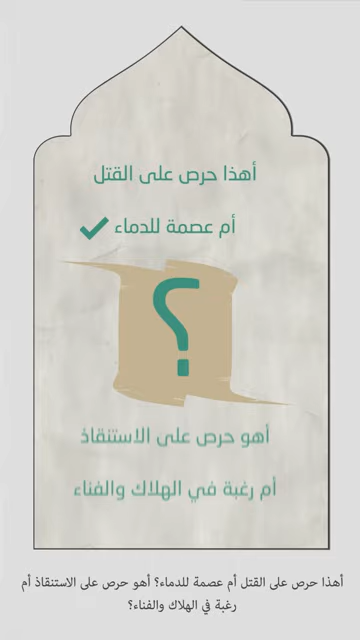 أهذا حرص على القتل
أم عصمة للدماء
؟
أهو حرص على الاستنقاذ
أم رغبة في الهلاك والفناء
أهذا حرص على القتل أم عصمة للدماء؟ أهو حرص على الاستنقاذ أم
رغبة في الهلاك والفناء؟